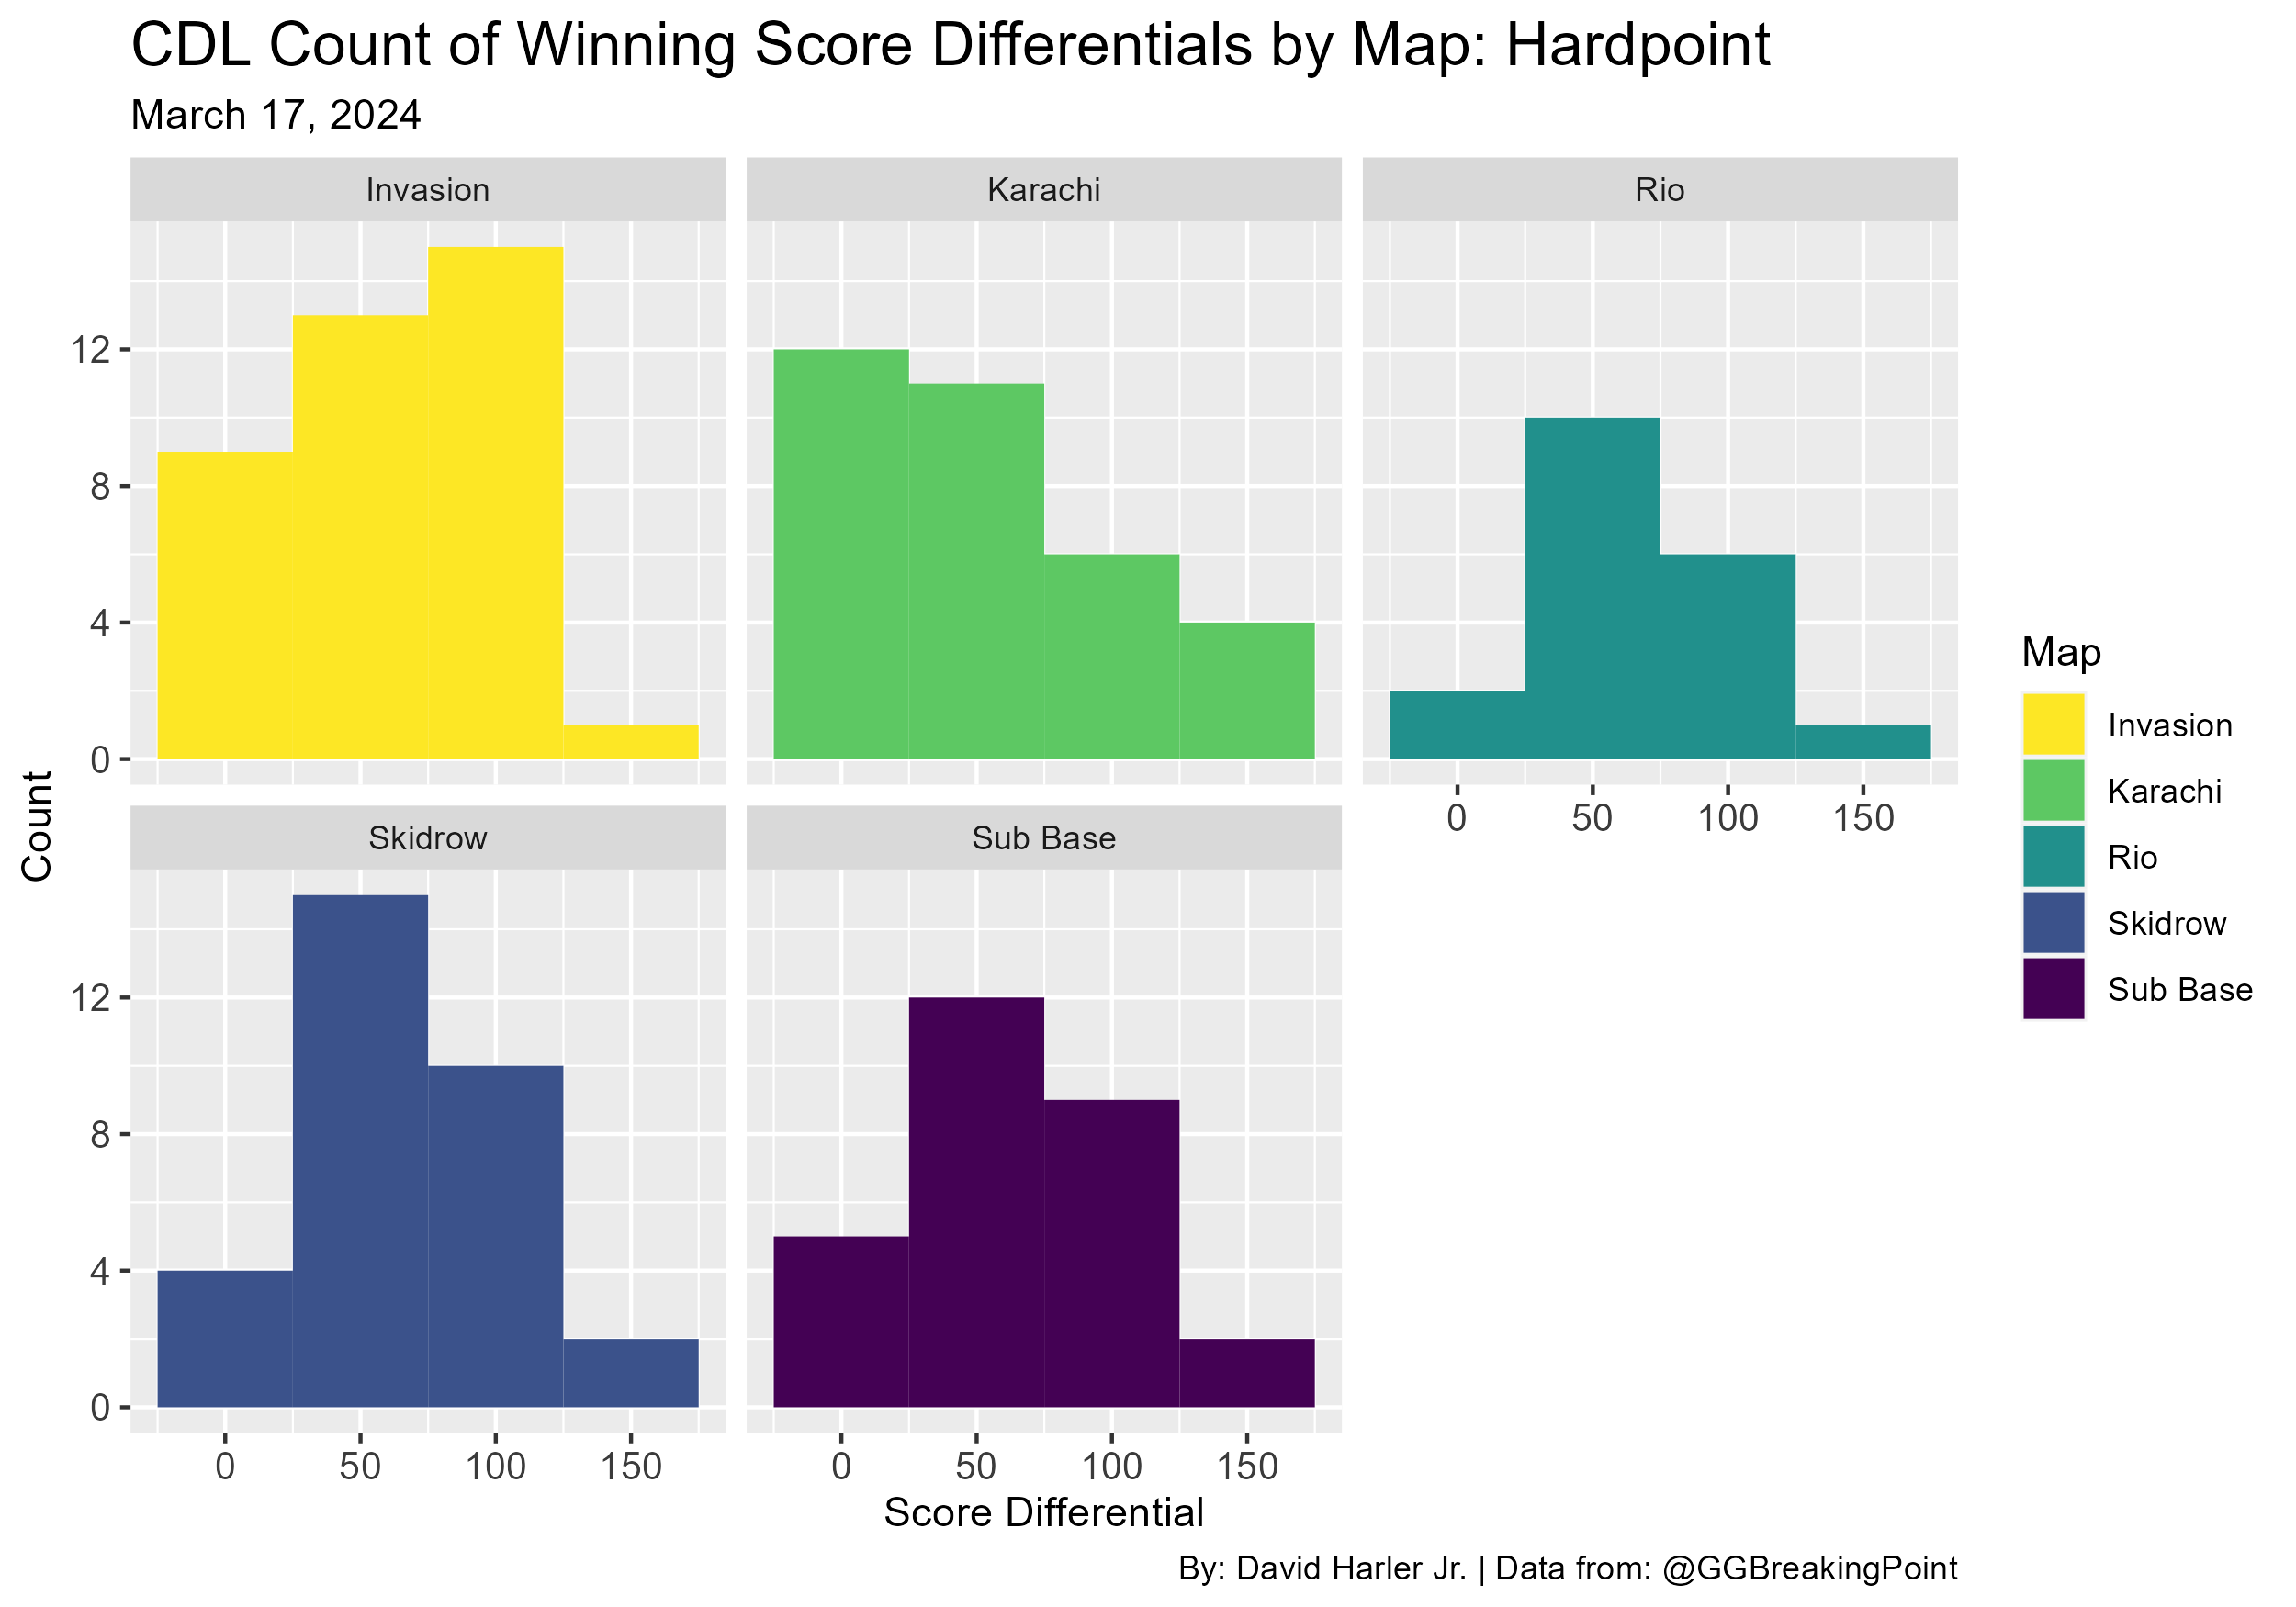 CDL Count of Winning Score Differentials by Map: Hardpoint
March 17, 2024
Invasion
Karachi
Rio
12
8
4
0
0 50 100 150
Count
Skidrow
Sub Base
12
8
4
0
0 50 100 150
0 50 100 150
Score Differential
Map
Invasion
Karachi
Rio
Skidrow
Sub Base
By: David Harler Jr. | Data from: @GGBreakingPoint